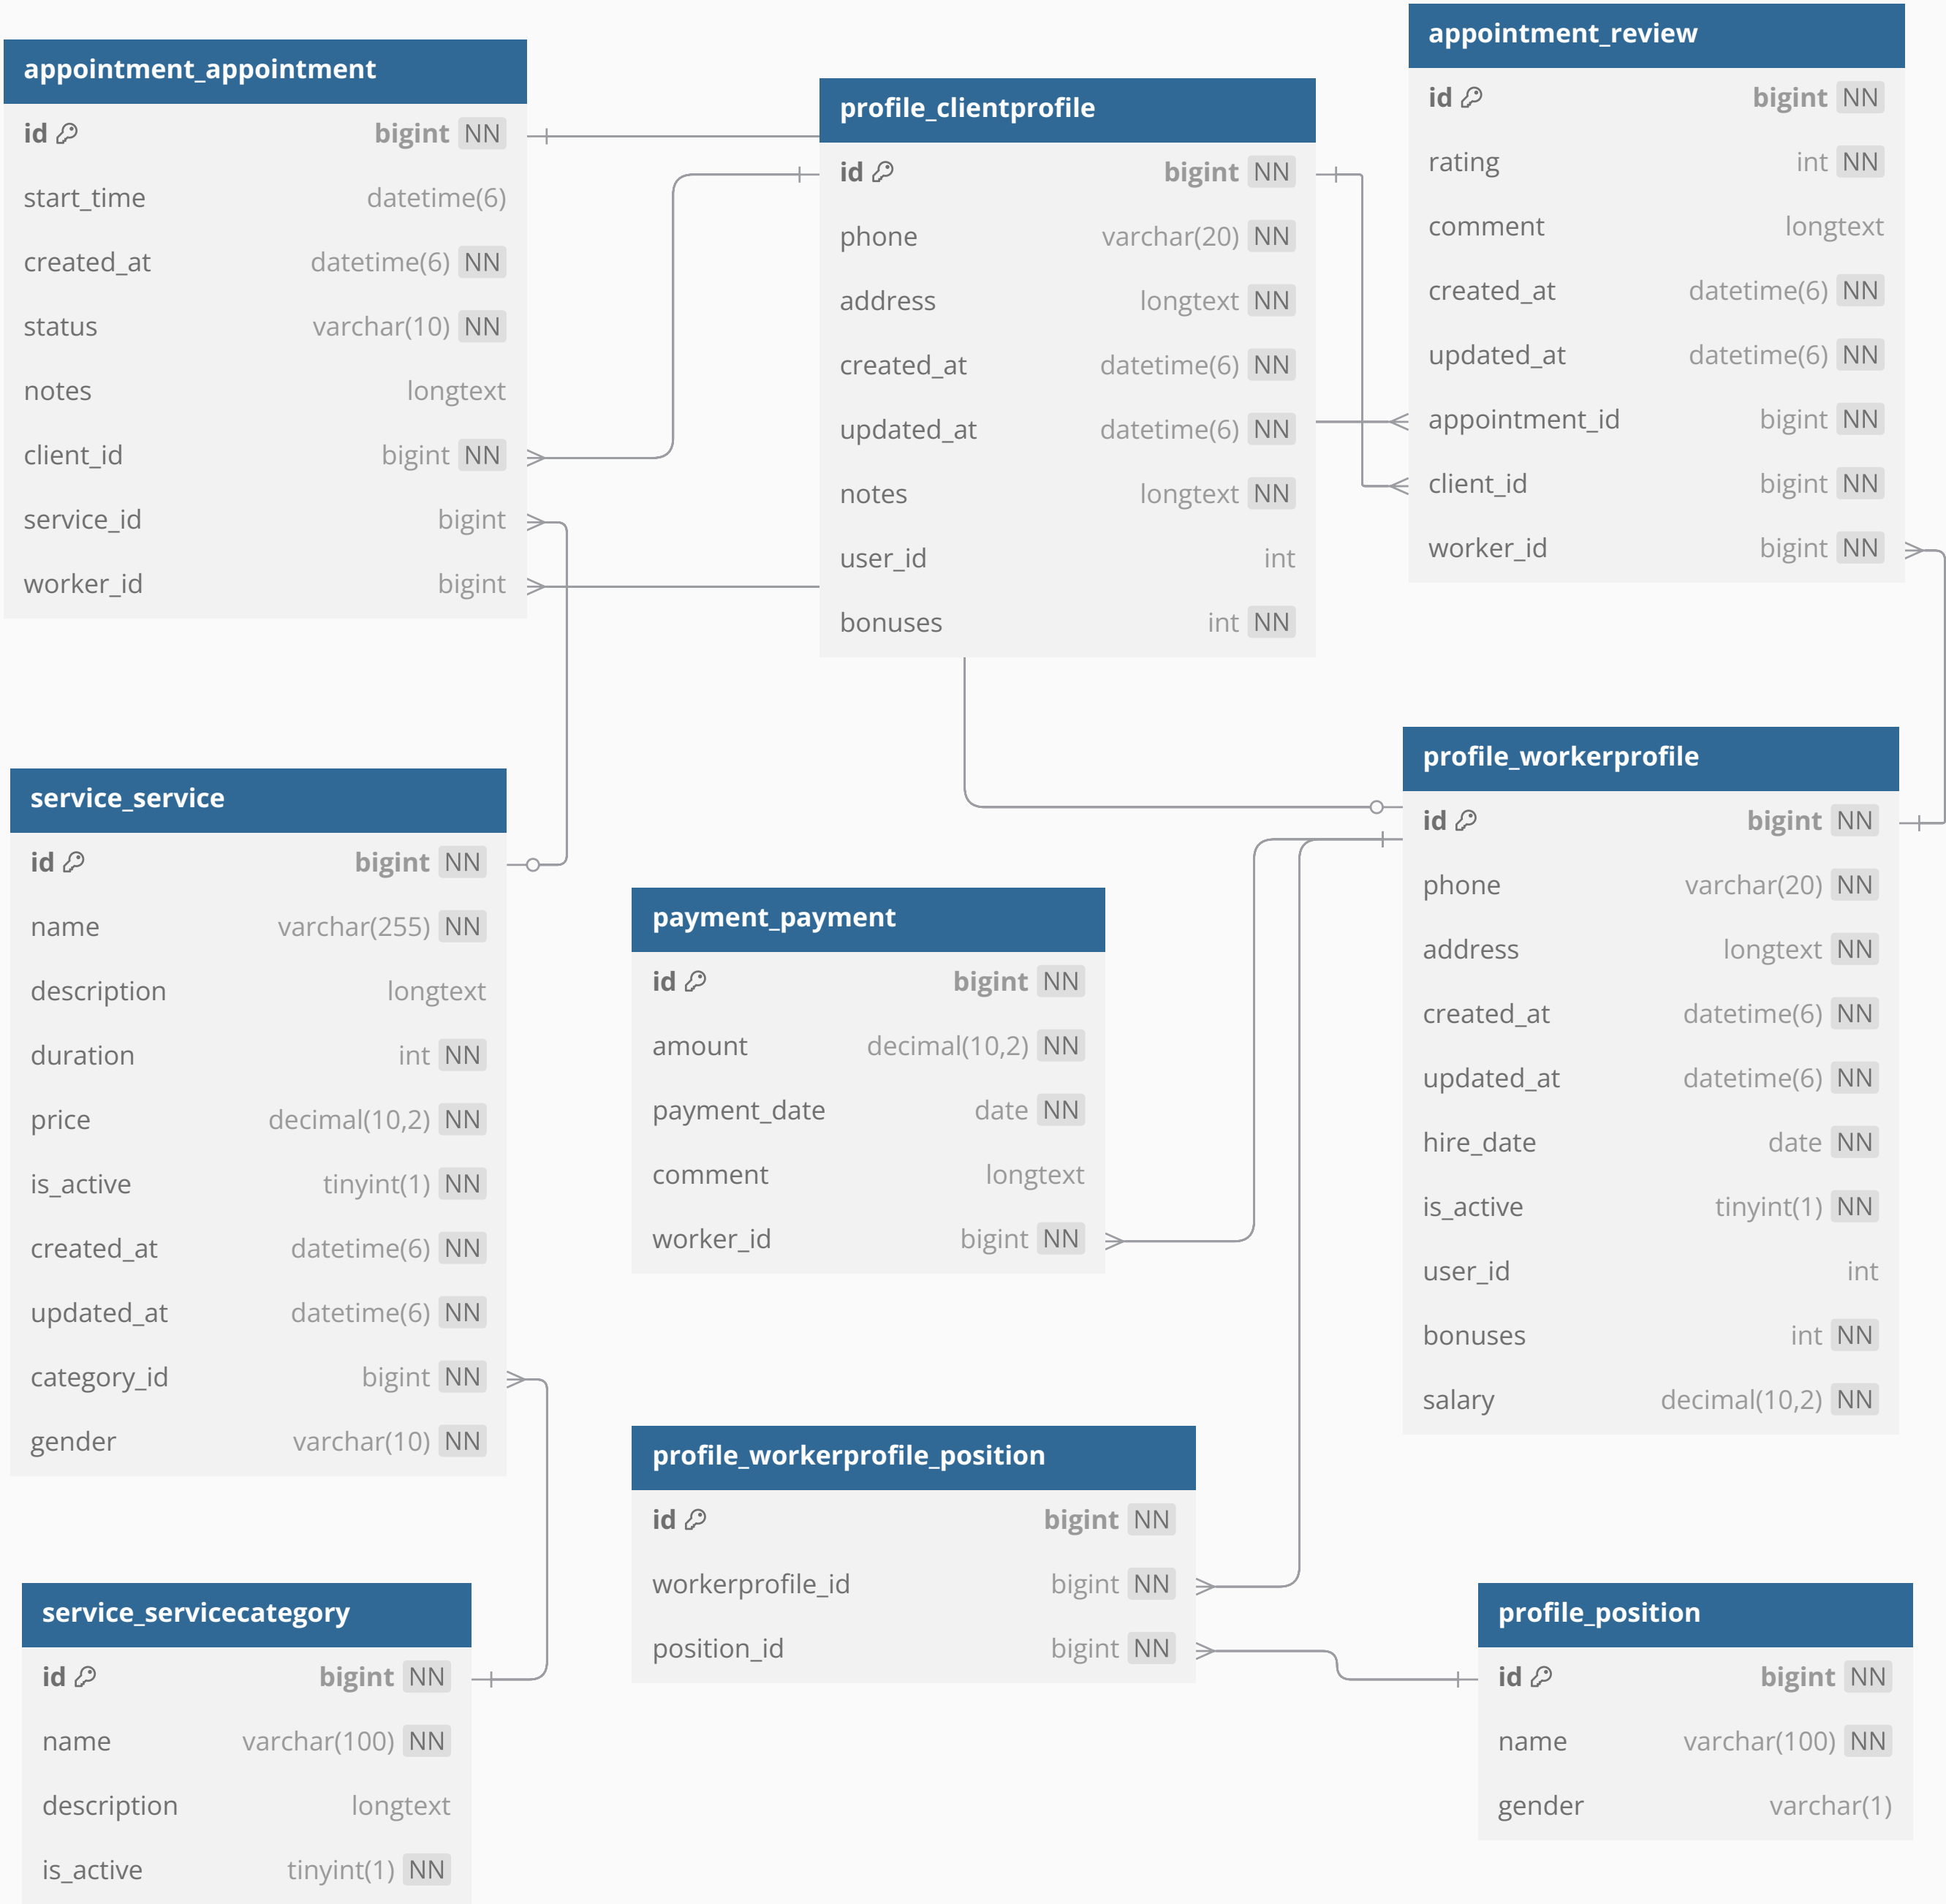 appointment_appointment
id bigint NN
start_time datetime(6)
created_at datetime(6) NN
status varchar(10) NN
notes longtext
client_id bigint NN
service_id bigint
worker_id bigint
profile_clientprofile
id bigint NN
phone varchar(20) NN
address longtext NN
created_at datetime(6) NN
updated_at datetime(6) NN
notes longtext NN
user_id int
bonuses int NN
appointment_review
id bigint NN
rating int NN
comment longtext
created_at datetime(6) NN
updated_at datetime(6) NN
appointment_id bigint NN
client_id bigint NN
worker_id bigint NN
service_service
id bigint NN
name varchar(255) NN
description longtext
duration int NN
price decimal(10,2) NN
is_active tinyint(1) NN
created_at datetime(6) NN
updated_at datetime(6) NN
category_id bigint NN
gender varchar(10) NN
payment_payment
id bigint NN
amount decimal(10,2) NN
payment_date date NN
comment longtext
worker_id bigint NN
profile_workerprofile
id bigint NN
phone varchar(20) NN
address longtext NN
created_at datetime(6) NN
updated_at datetime(6) NN
hire_date date NN
is_active tinyint(1) NN
user_id int
bonuses int NN
salary decimal(10,2) NN
profile_workerprofile_position
id bigint NN
workerprofile_id bigint NN
position_id bigint NN
service_servicecategory
id bigint NN
name varchar(100) NN
description longtext
is_active tinyint(1) NN
profile_position
id bigint NN
name varchar(100) NN
gender varchar(1)